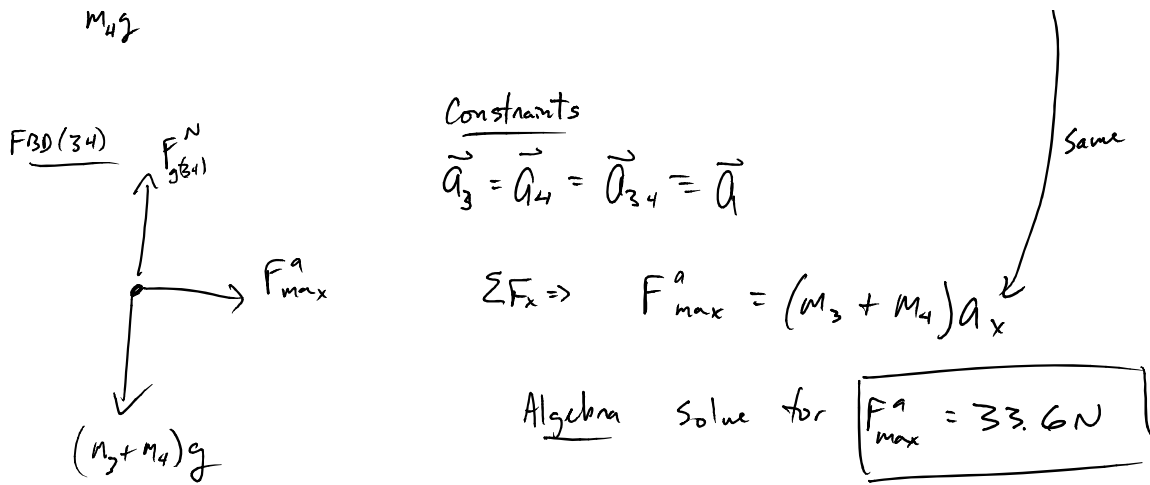 m₄g
FBD(34)
F^N_g(34)
F^a_max
(m₃+m₄)g
Constraints
a⃗₃ = a⃗₄ = a⃗₃₄ ≡ a⃗
ΣFₓ => F^a_max = (m₃ + m₄)aₓ
Same
Algebra solve for F^a_max = 33.6N